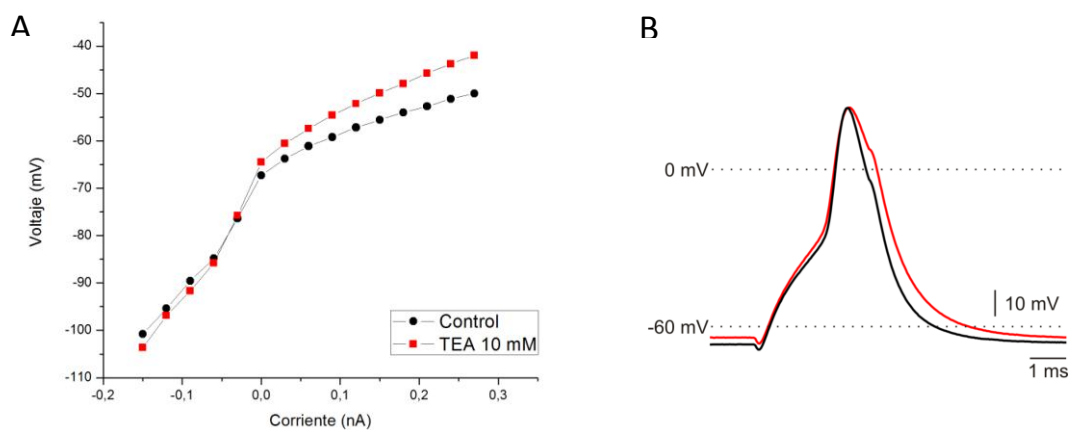 A
-40
-50
-60
-70
-80
-90
-100
-110
Voltaje (mV)
-0,2
-0,1
0,0
0,1
0,2
0,3
Corriente (nA)
Control
TEA 10 mM
B
0 mV
-60 mV
10 mV
1 ms